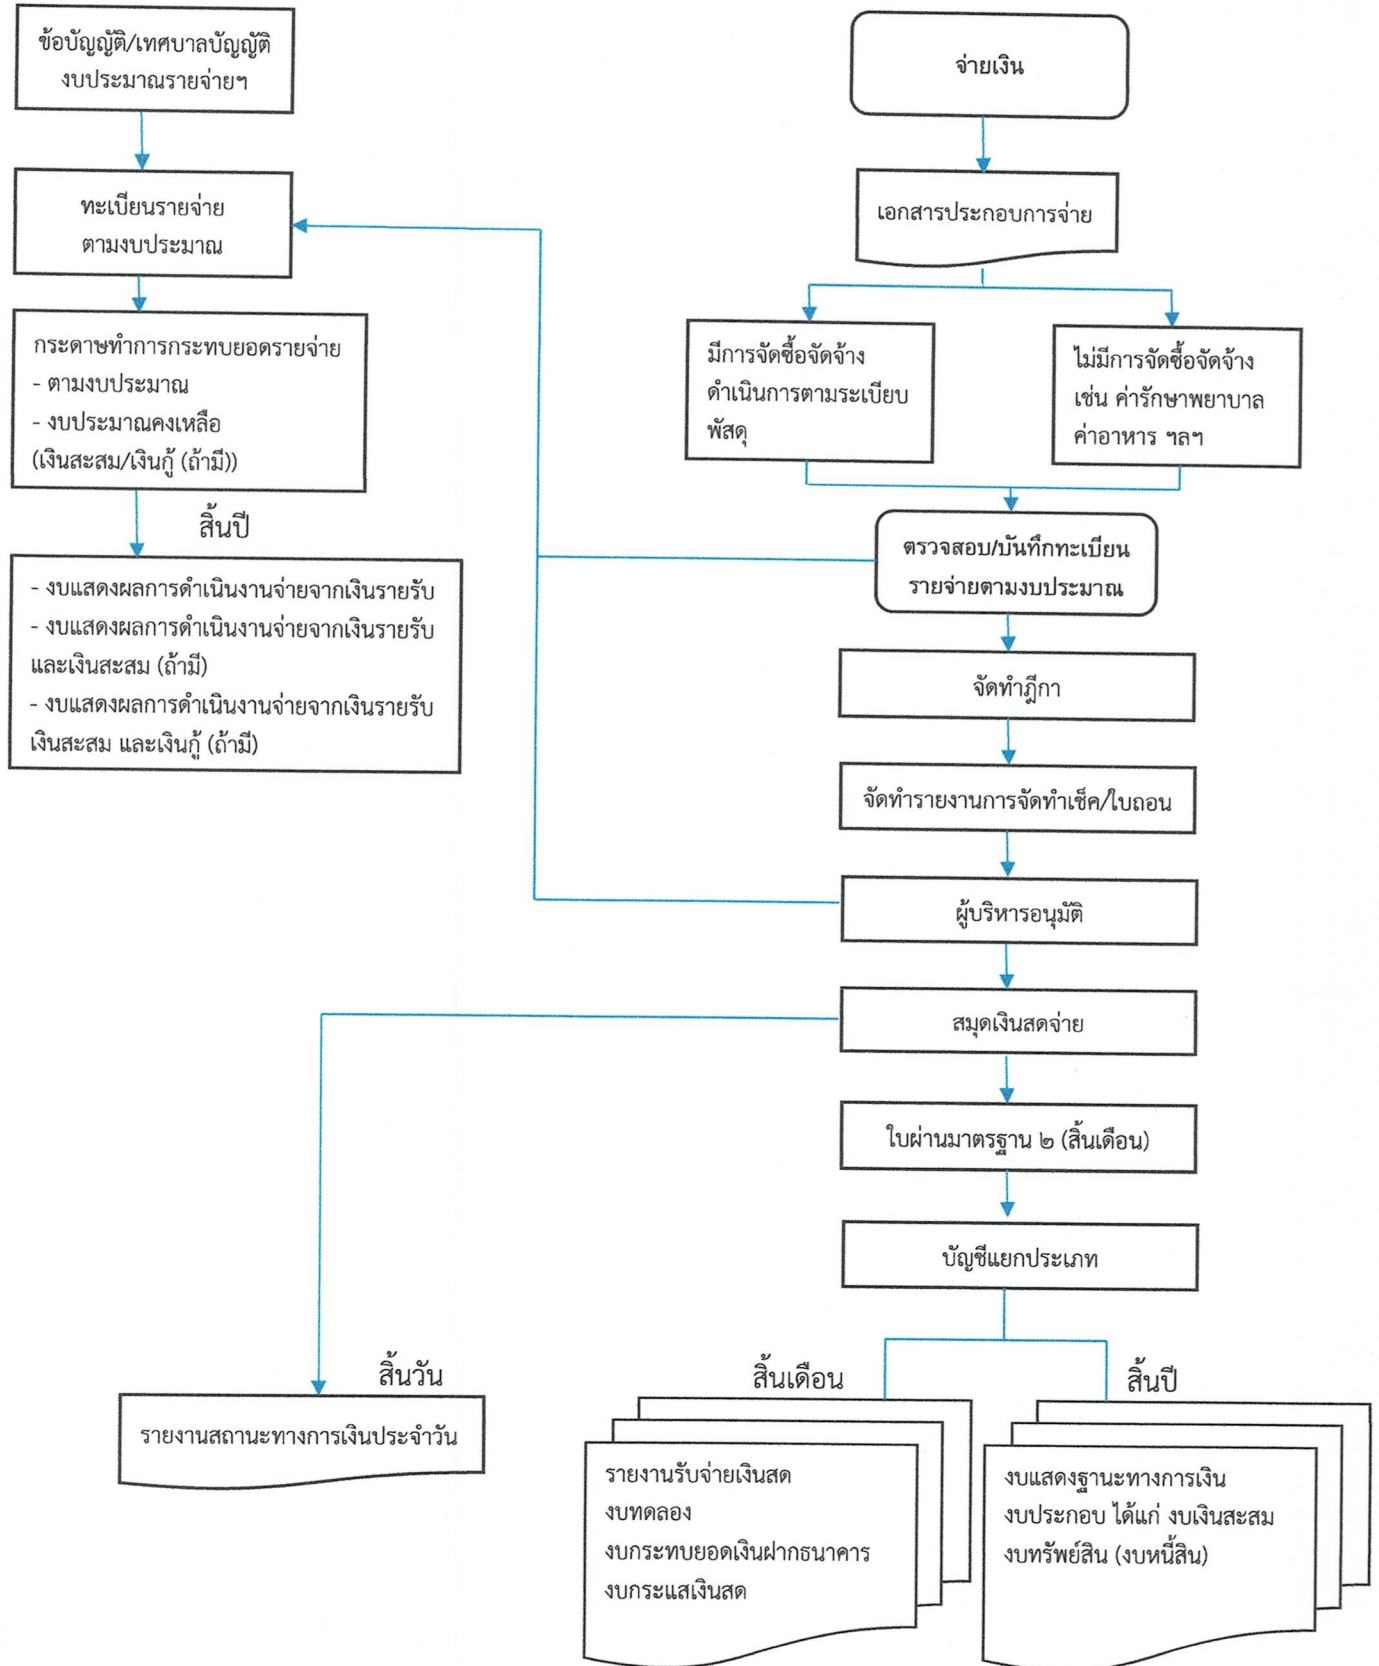 ข้อบัญญัติ/เทศบาลบัญญัติ
งบประมาณรายจ่ายฯ
ทะเบียนรายจ่าย
ตามงบประมาณ
กระดาษทำการกระทบยอดรายจ่าย
- ตามงบประมาณ
- งบประมาณคงเหลือ
(เงินสะสม/เงินกู้ (ถ้ามี))
สิ้นปี
- งบแสดงผลการดำเนินงานจ่ายจากเงินรายรับ
- งบแสดงผลการดำเนินงานจ่ายจากเงินรายรับ
และเงินสะสม (ถ้ามี)
- งบแสดงผลการดำเนินงานจ่ายจากเงินรายรับ
เงินสะสม และเงินกู้ (ถ้ามี)
จ่ายเงิน
เอกสารประกอบการจ่าย
มีการจัดซื้อจัดจ้าง
ดำเนินการตามระเบียบ
พัสดุ
ไม่มีการจัดซื้อจัดจ้าง
เช่น ค่ารักษาพยาบาล
ค่าอาหาร ฯลฯ
ตรวจสอบ/บันทึกทะเบียน
รายจ่ายตามงบประมาณ
จัดทำฎีกา
จัดทำรายงานการจัดทำเช็ค/ใบถอน
ผู้บริหารอนุมัติ
สมุดเงินสดจ่าย
ใบผ่านมาตรฐาน ๒ (สิ้นเดือน)
บัญชีแยกประเภท
สิ้นวัน
รายงานสถานะทางการเงินประจำวัน
สิ้นเดือน
รายงานรับจ่ายเงินสด
งบทดลอง
งบกระทบยอดเงินฝากธนาคาร
งบกระแสเงินสด
สิ้นปี
งบแสดงฐานะทางการเงิน
งบประกอบ ได้แก่ งบเงินสะสม
งบทรัพย์สิน (งบหนี้สิน)